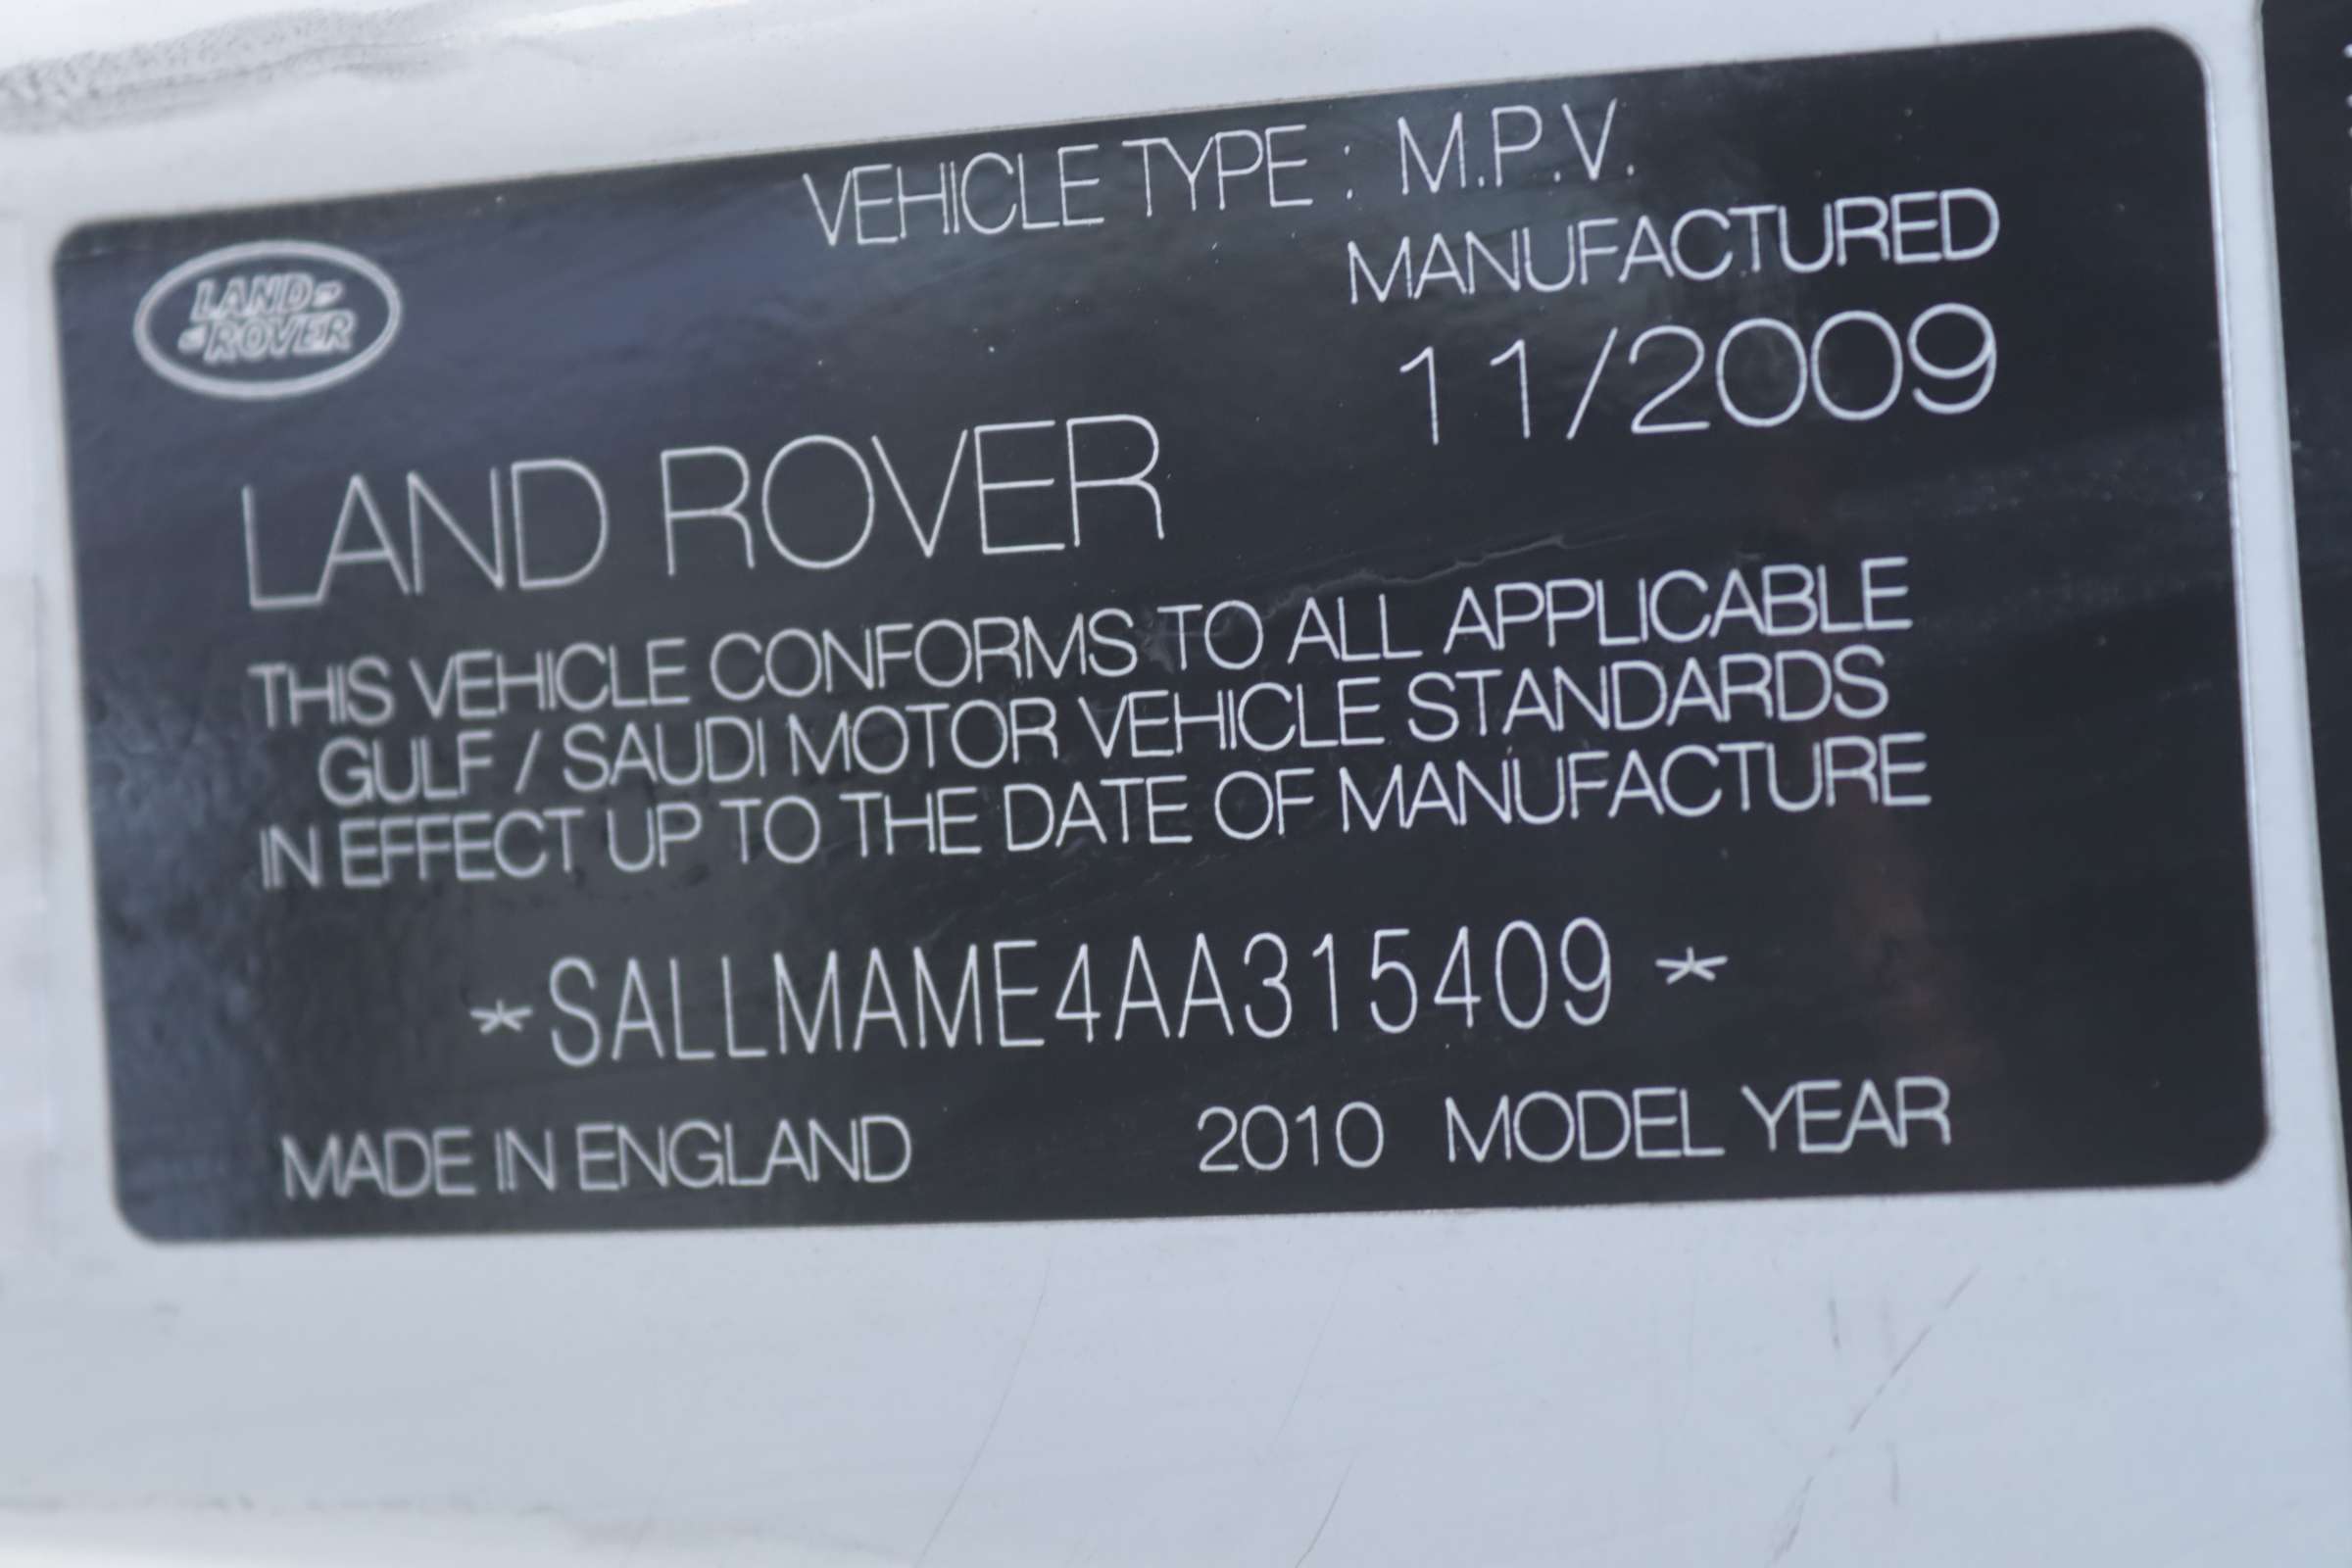 VEHICLE TYPE : M.P.V.
LAND
ROVER
MANUFACTURED
11/2009
LAND ROVER
THIS VEHICLE CONFORMS TO ALL APPLICABLE
GULF / SAUDI MOTOR VEHICLE STANDARDS
IN EFFECT UP TO THE DATE OF MANUFACTURE
*SALLMAME4AA315409*
MADE IN ENGLAND 2010 MODEL YEAR